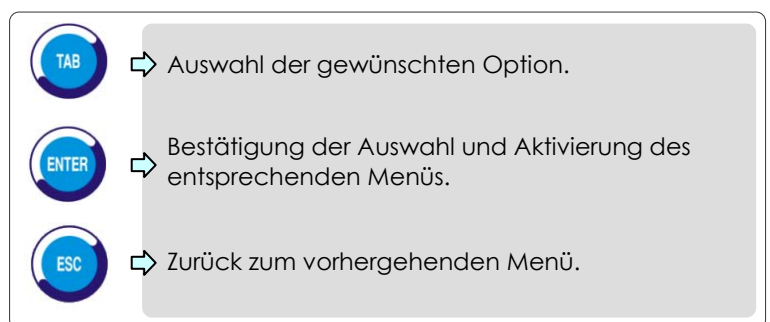 TAB
Auswahl der gewünschten Option.
ENTER
Bestätigung der Auswahl und Aktivierung des
entsprechenden Menüs.
ESC
Zurück zum vorhergehenden Menü.